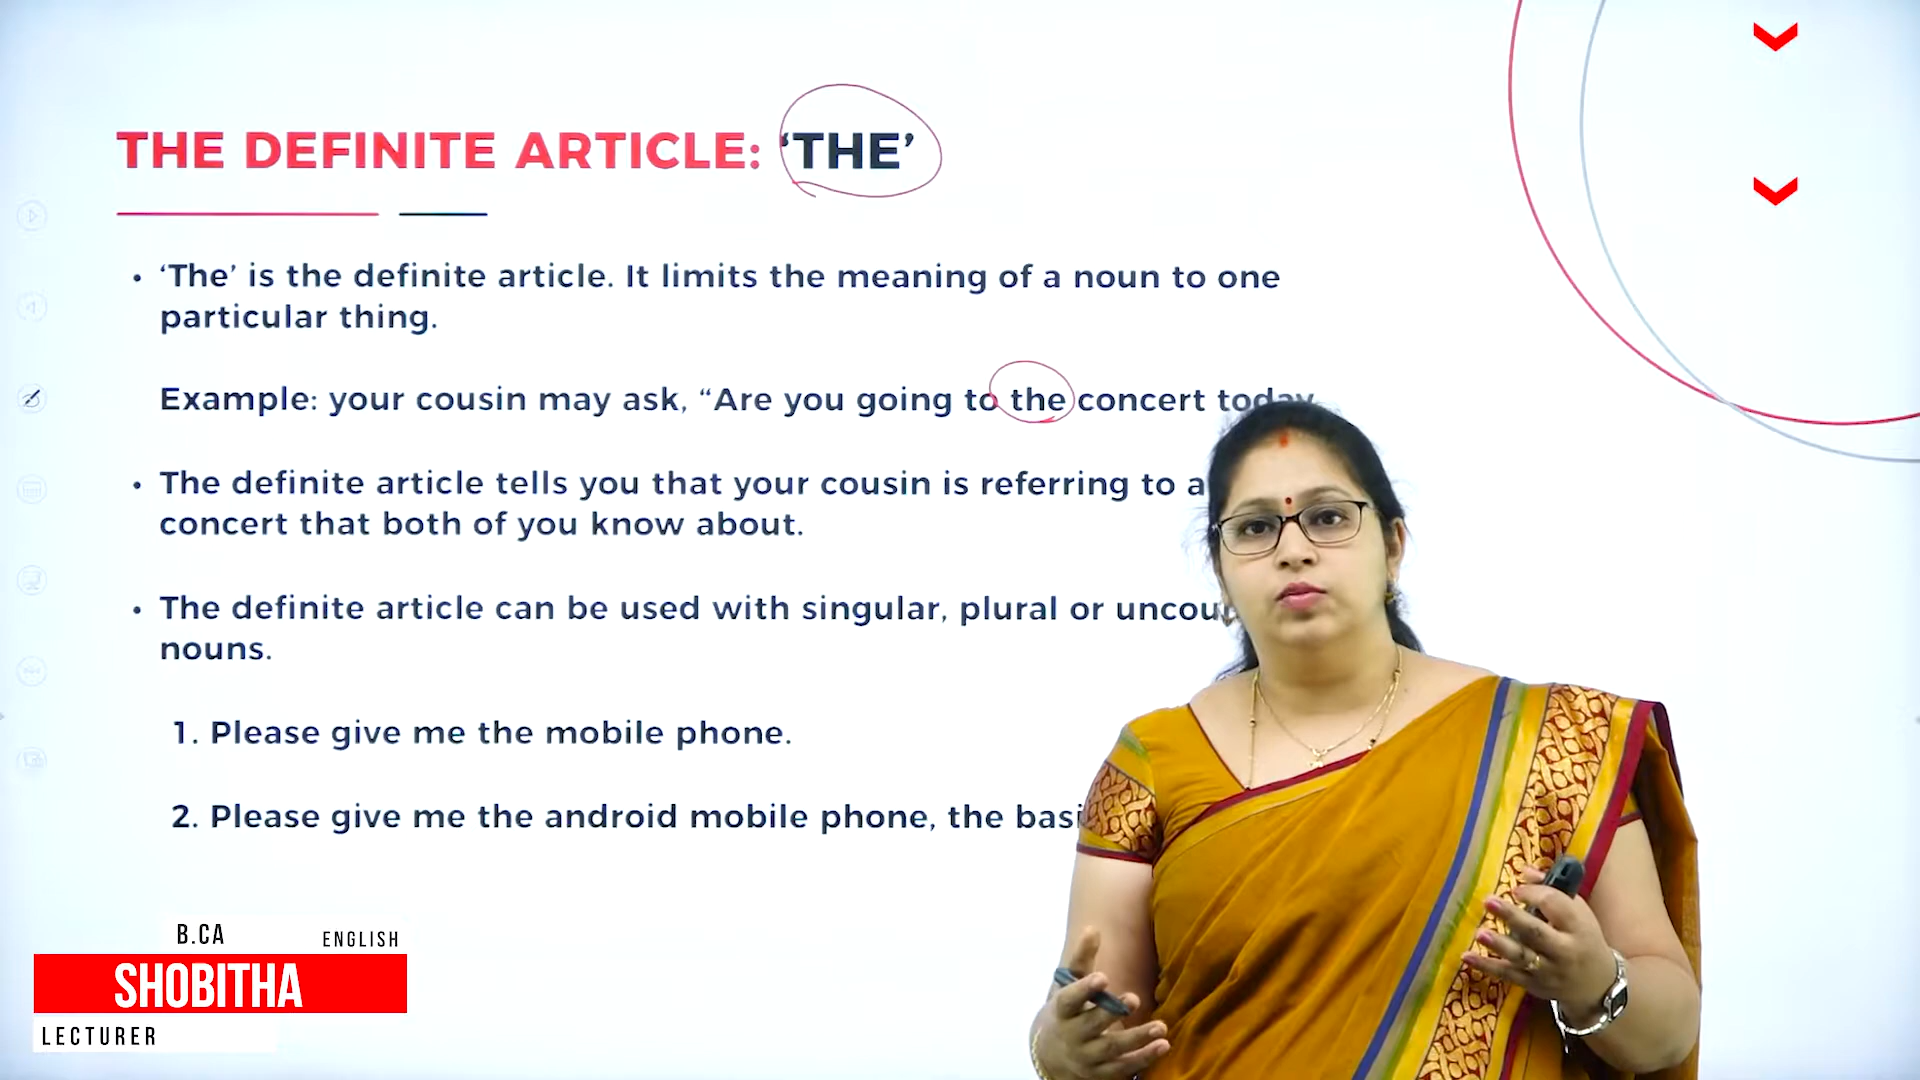 THE DEFINITE ARTICLE: ‘THE’
• ‘The’ is the definite article. It limits the meaning of a noun to one
particular thing.
Example: your cousin may ask, “Are you going to the concert today
• The definite article tells you that your cousin is referring to a
concert that both of you know about.
• The definite article can be used with singular, plural or
nouns.
1. Please give me the mobile phone.
2. Please give me the android mobile phone, the
B.CA ENGLISH
SHOBITHA
LECTURER